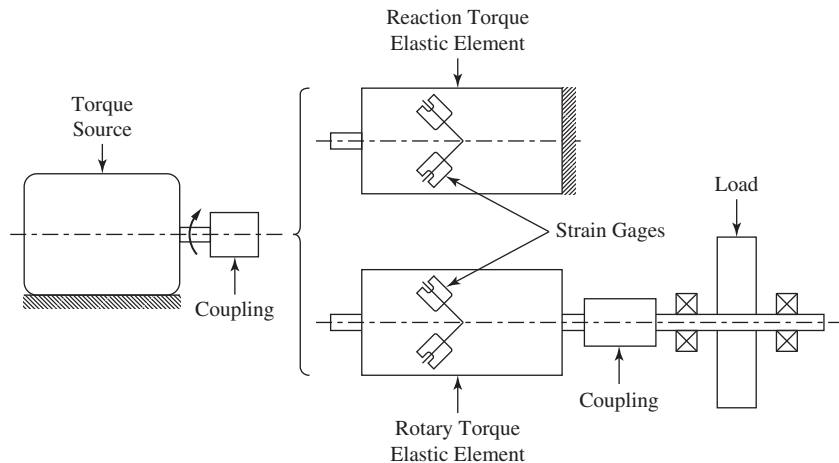 Reaction Torque
Elastic Element
Torque
Source
Load
Strain Gages
Coupling
Coupling
Rotary Torque
Elastic Element